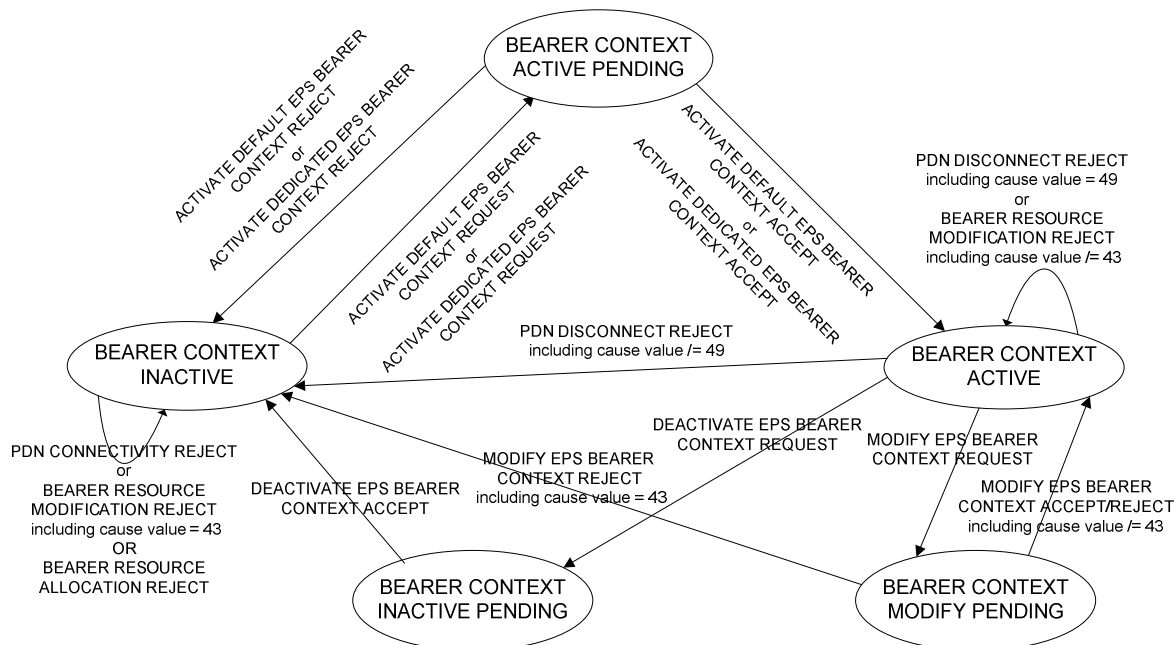 BEARER CONTEXT
ACTIVE PENDING
ACTIVATE DEFAULT EPS BEARER
CONTEXT REJECT
or
ACTIVATE DEDICATED EPS BEARER
CONTEXT REJECT
ACTIVATE DEFAULT EPS BEARER
CONTEXT REQUEST
or
ACTIVATE DEDICATED EPS BEARER
CONTEXT REQUEST
ACTIVATE DEFAULT EPS BEARER
CONTEXT ACCEPT
or
ACTIVATE DEDICATED EPS BEARER
CONTEXT ACCEPT
PDN DISCONNECT REJECT
including cause value = 49
or
BEARER RESOURCE
MODIFICATION REJECT
including cause value /= 43
BEARER CONTEXT
INACTIVE
PDN DISCONNECT REJECT
including cause value /= 49
BEARER CONTEXT
ACTIVE
PDN CONNECTIVITY REJECT
or
BEARER RESOURCE
MODIFICATION REJECT
including cause value = 43
OR
BEARER RESOURCE
ALLOCATION REJECT
DEACTIVATE EPS BEARER
CONTEXT ACCEPT
MODIFY EPS BEARER
CONTEXT REJECT
including cause value = 43
DEACTIVATE EPS BEARER
CONTEXT REQUEST
MODIFY EPS BEARER
CONTEXT REQUEST
MODIFY EPS BEARER
CONTEXT ACCEPT/REJECT
including cause value /= 43
BEARER CONTEXT
INACTIVE PENDING
BEARER CONTEXT
MODIFY PENDING